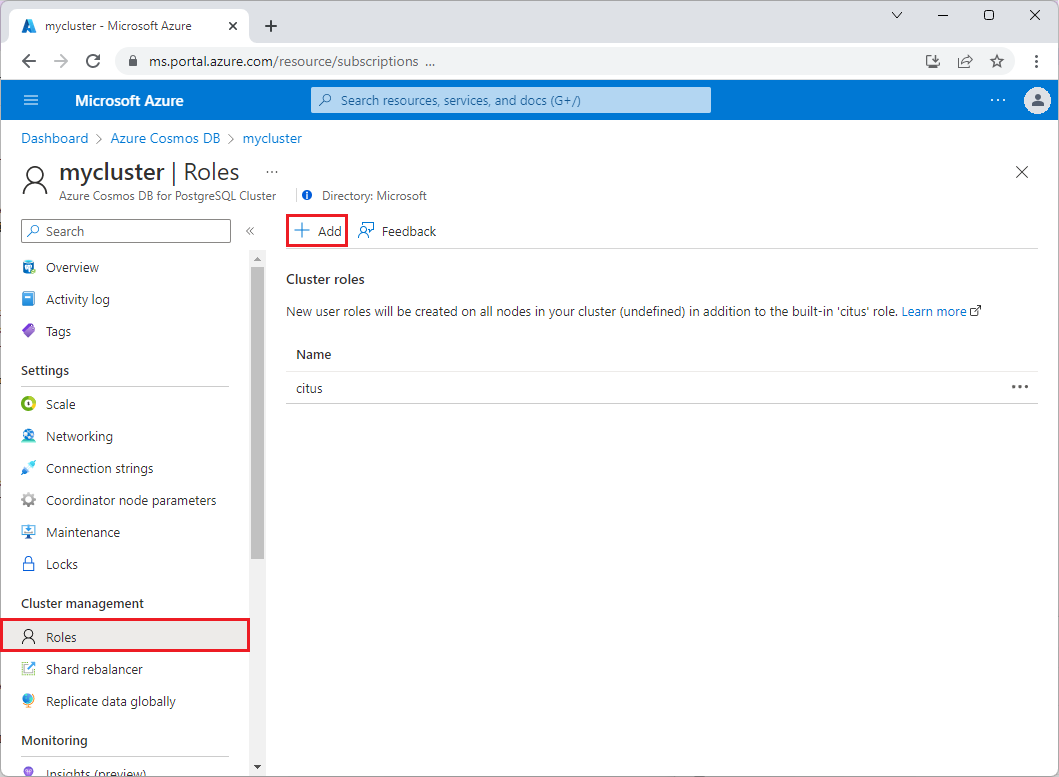 mycluster - Microsoft Azure
ms.portal.azure.com/resource/subscriptions ...
Microsoft Azure
Search resources, services, and docs (G+/)
Dashboard > Azure Cosmos DB > mycluster
mycluster | Roles
Azure Cosmos DB for PostgreSQL Cluster
Directory: Microsoft
Search
Overview
Activity log
Tags
Settings
Scale
Networking
Connection strings
Coordinator node parameters
Maintenance
Locks
Cluster management
Roles
Shard rebalancer
Replicate data globally
Monitoring
Insights (preview)
Add
Feedback
Cluster roles
New user roles will be created on all nodes in your cluster (undefined) in addition to the built-in 'citus' role. Learn more
Name
citus